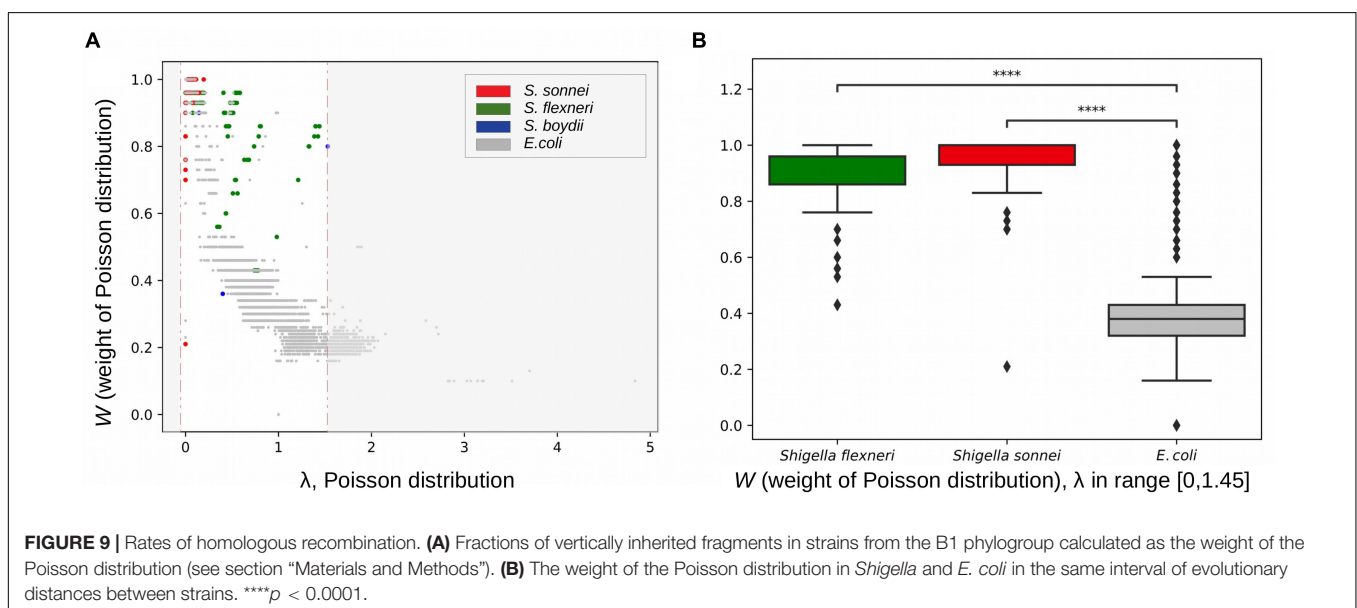 A
W (weight of Poisson distribution)
1.0
0.8
0.6
0.4
0.2
0.0
0
1
2
3
4
5
λ, Poisson distribution
S. sonnei
S. flexneri
S. boydii
E.coli
B
****
****
1.2
1.0
0.8
0.6
0.4
0.2
0.0
Shigella flexneri
Shigella sonnei
E.coli
W (weight of Poisson distribution), λ in range [0,1.45]
FIGURE 9 | Rates of homologous recombination. (A) Fractions of vertically inherited fragments in strains from the B1 phylogroup calculated as the weight of the
Poisson distribution (see section “Materials and Methods”). (B) The weight of the Poisson distribution in Shigella and E. coli in the same interval of evolutionary
distances between strains. ****p < 0.0001.